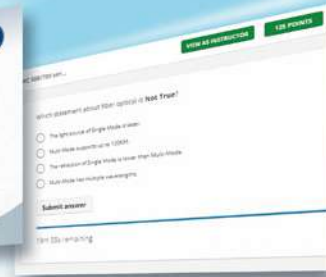 VIEW AS INSTRUCTOR
125 POINTS
Which statement about fiber optical is Not True?
The light source of Single Mode is laser.
Multi-Mode supports up to 100KM.
The refraction of Single Mode is lower than Multi-Mode.
Multi-Mode has multiple wavelengths.
Submit answer
remaining